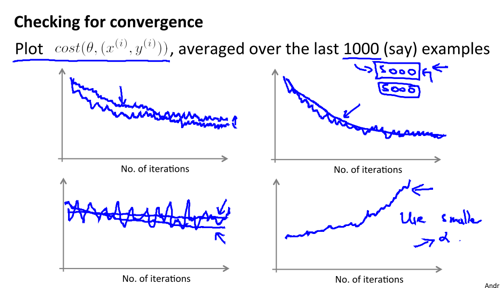 Checking for convergence
Plot cost(θ, (x⁽ⁱ⁾, y⁽ⁱ⁾)), averaged over the last 1000 (say) examples
5000
5000
No. of iterations
No. of iterations
Use smaller
α.
No. of iterations
No. of iterations
Andr